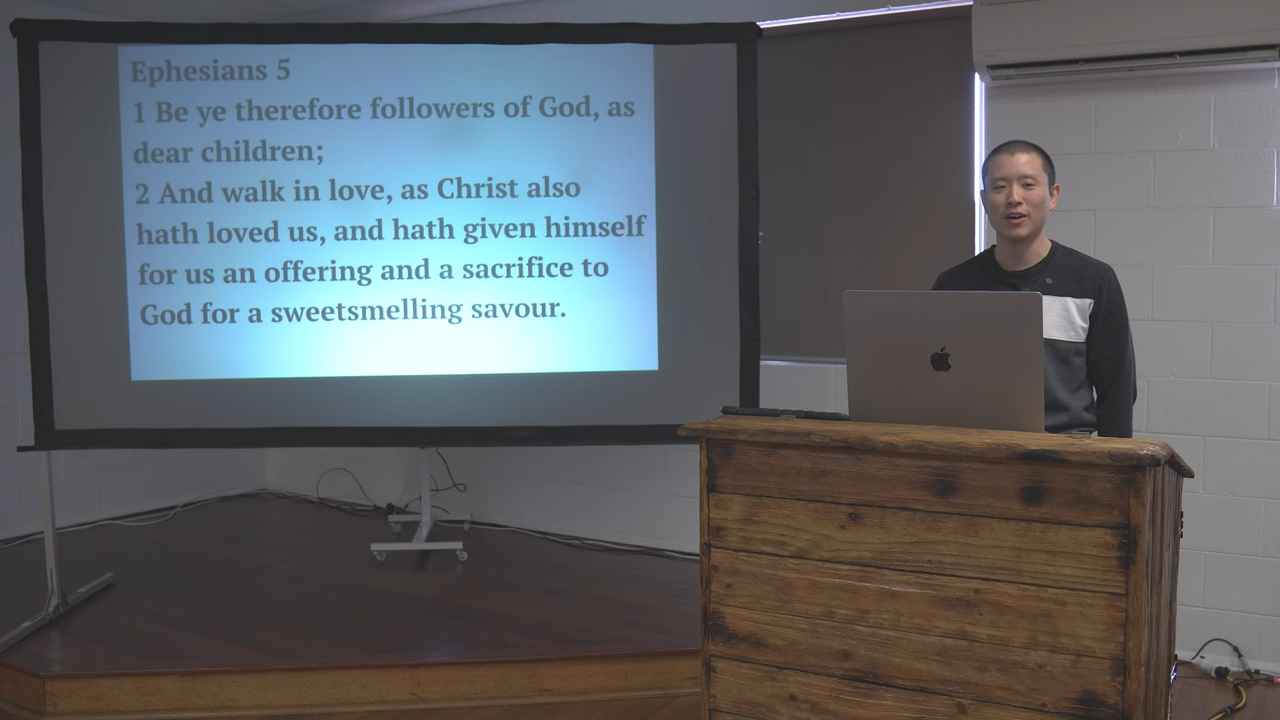 Ephesians 5
1 Be ye therefore followers of God, as
dear children;
2 And walk in love, as Christ also
hath loved us, and hath given himself
for us an offering and a sacrifice to
God for a sweetsmelling savour.